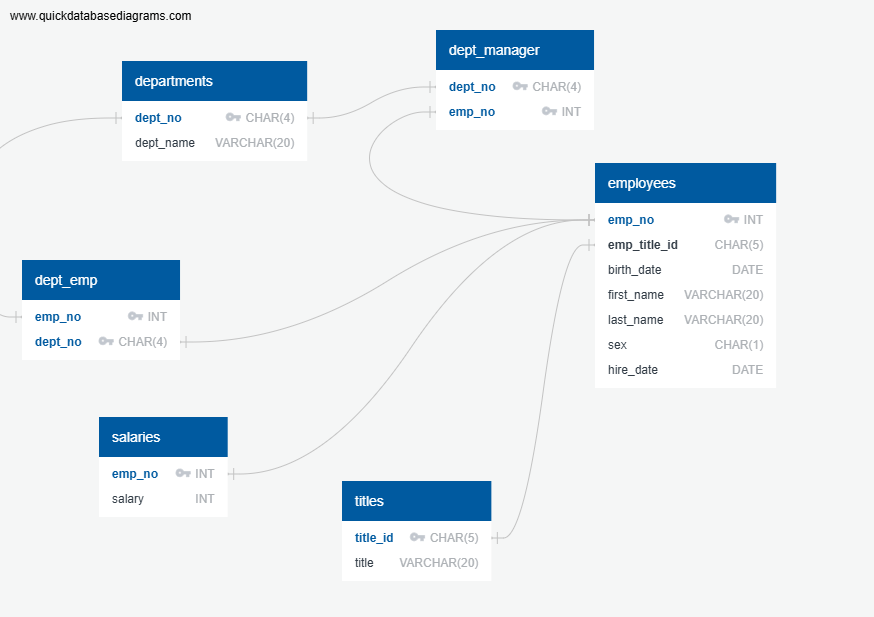 www.quickdatabasediagrams.com
departments
dept_no CHAR(4)
dept_name VARCHAR(20)
dept_manager
dept_no CHAR(4)
emp_no INT
employees
emp_no INT
emp_title_id CHAR(5)
birth_date DATE
first_name VARCHAR(20)
last_name VARCHAR(20)
sex CHAR(1)
hire_date DATE
dept_emp
emp_no INT
dept_no CHAR(4)
salaries
emp_no INT
salary INT
titles
title_id CHAR(5)
title VARCHAR(20)